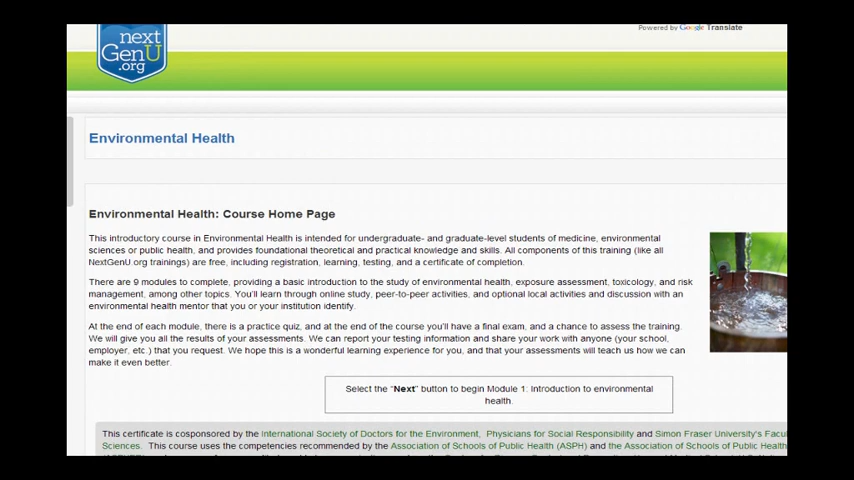 Powered by Google Translate
next
GenU
.org
Environmental Health
Environmental Health: Course Home Page
This introductory course in Environmental Health is intended for undergraduate- and graduate-level students of medicine, environmental
sciences or public health, and provides foundational theoretical and practical knowledge and skills. All components of this training (like all
NextGenU.org trainings) are free, including registration, learning, testing, and a certificate of completion.
There are 9 modules to complete, providing a basic introduction to the study of environmental health, exposure assessment, toxicology, and risk
management, among other topics. You'll learn through online study, peer-to-peer activities, and optional local activities and discussion with an
environmental health mentor that you or your institution identify.
At the end of each module, there is a practice quiz, and at the end of the course you'll have a final exam, and a chance to assess the training.
We will give you all the results of your assessments. We can report your testing information and share your work with anyone (your school,
employer, etc.) that you request. We hope this is a wonderful learning experience for you, and that your assessments will teach us how we can
make it even better.
Select the "Next" button to begin Module 1: Introduction to environmental
health.
This certificate is cosponsored by the International Society of Doctors for the Environment, Physicians for Social Responsibility and Simon Fraser University's Facul
Sciences. This course uses the competencies recommended by the Association of Schools of Public Health (ASPH) and the Association of Schools of Public Health